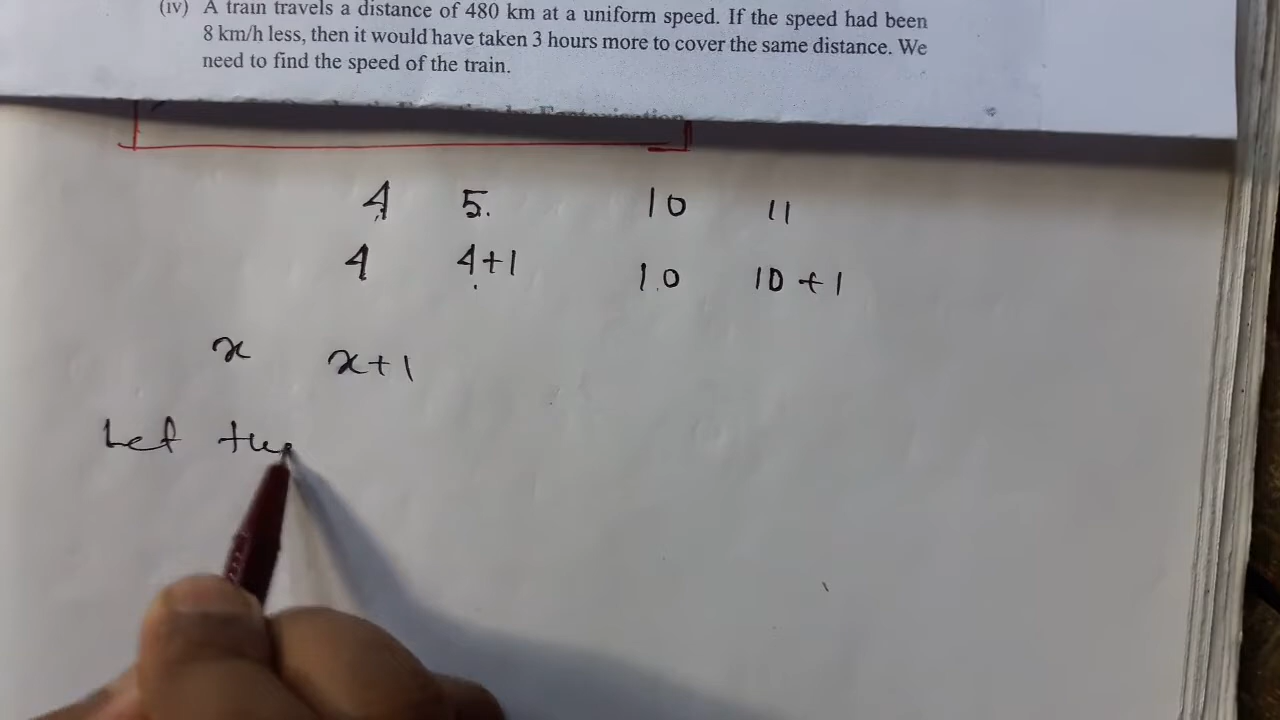 (iv) A train travels a distance of 480 km at a uniform speed. If the speed had been
8 km/h less, then it would have taken 3 hours more to cover the same distance. We
need to find the speed of the train.
4 5. 10 11
4 4+1 10 10+1
x x+1
Let the